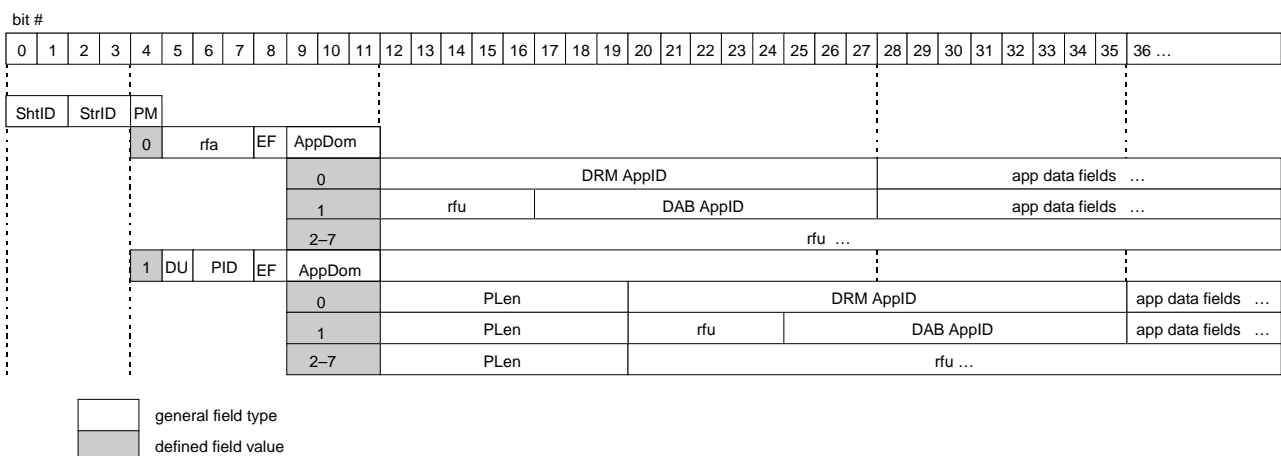 bit #
0 1 2 3 4 5 6 7 8 9 10 11 12 13 14 15 16 17 18 19 20 21 22 23 24 25 26 27 28 29 30 31 32 33 34 35 36 …
ShtID StrID PM
0 rfa EF AppDom
0 DRM AppID app data fields …
1 rfu DAB AppID app data fields …
2–7 rfu …
1 DU PID EF AppDom
0 PLen DRM AppID app data fields …
1 PLen rfu DAB AppID app data fields …
2–7 PLen rfu …
general field type
defined field value